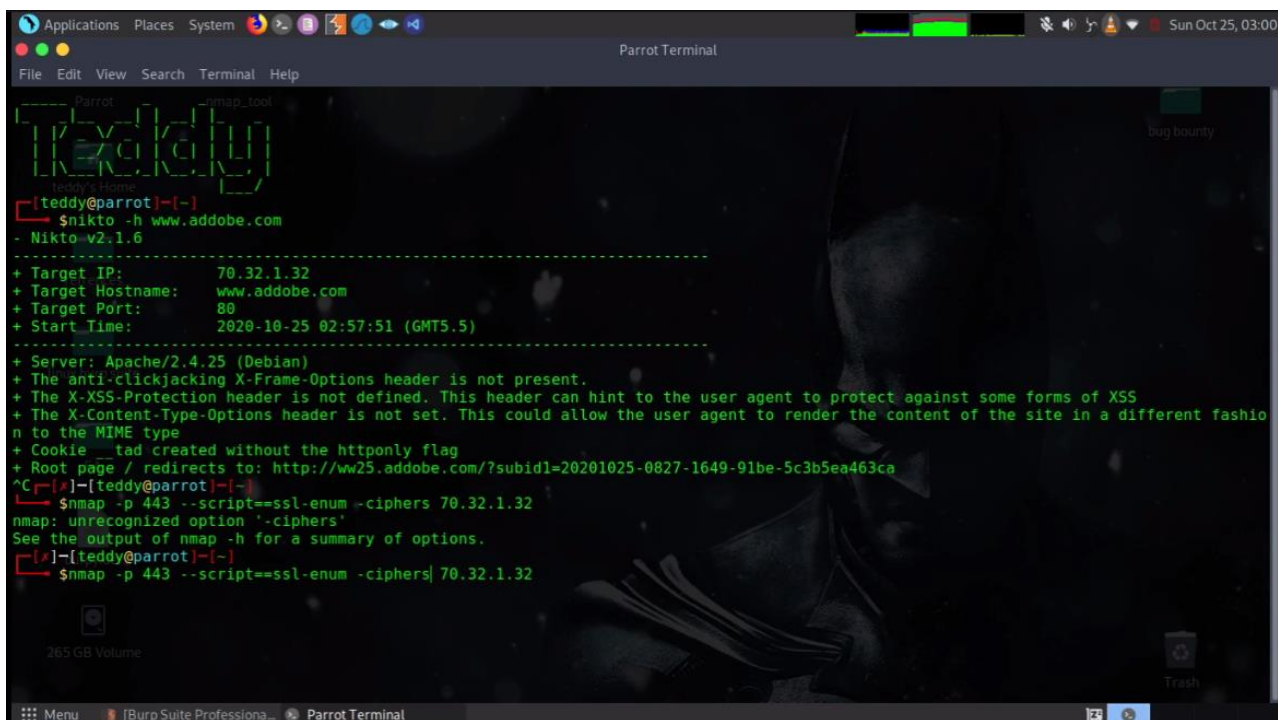 Applications Places System Sun Oct 25, 03:00
Parrot Terminal
File Edit View Search Terminal Help
Parrot nmap_tool
Teddy
bug bounty
teddy's Home
┌─[teddy@parrot]─[~]
└──╼ $nikto -h www.addobe.com
- Nikto v2.1.6
---------------------------------------------------------------------------
+ Target IP: 70.32.1.32
+ Target Hostname: www.addobe.com
+ Target Port: 80
+ Start Time: 2020-10-25 02:57:51 (GMT5.5)
---------------------------------------------------------------------------
+ Server: Apache/2.4.25 (Debian)
+ The anti-clickjacking X-Frame-Options header is not present.
+ The X-XSS-Protection header is not defined. This header can hint to the user agent to protect against some forms of XSS
+ The X-Content-Type-Options header is not set. This could allow the user agent to render the content of the site in a different fashio
n to the MIME type
+ Cookie __tad created without the httponly flag
+ Root page / redirects to: http://ww25.addobe.com/?subid1=20201025-0827-1649-91be-5c3b5ea463ca
^C┌─[✗]─[teddy@parrot]─[~]
└──╼ $nmap -p 443 --script==ssl-enum -ciphers 70.32.1.32
nmap: unrecognized option '-ciphers'
See the output of nmap -h for a summary of options.
┌─[✗]─[teddy@parrot]─[~]
└──╼ $nmap -p 443 --script==ssl-enum -ciphers 70.32.1.32
265 GB Volume
Trash
Menu [Burp Suite Professiona... Parrot Terminal